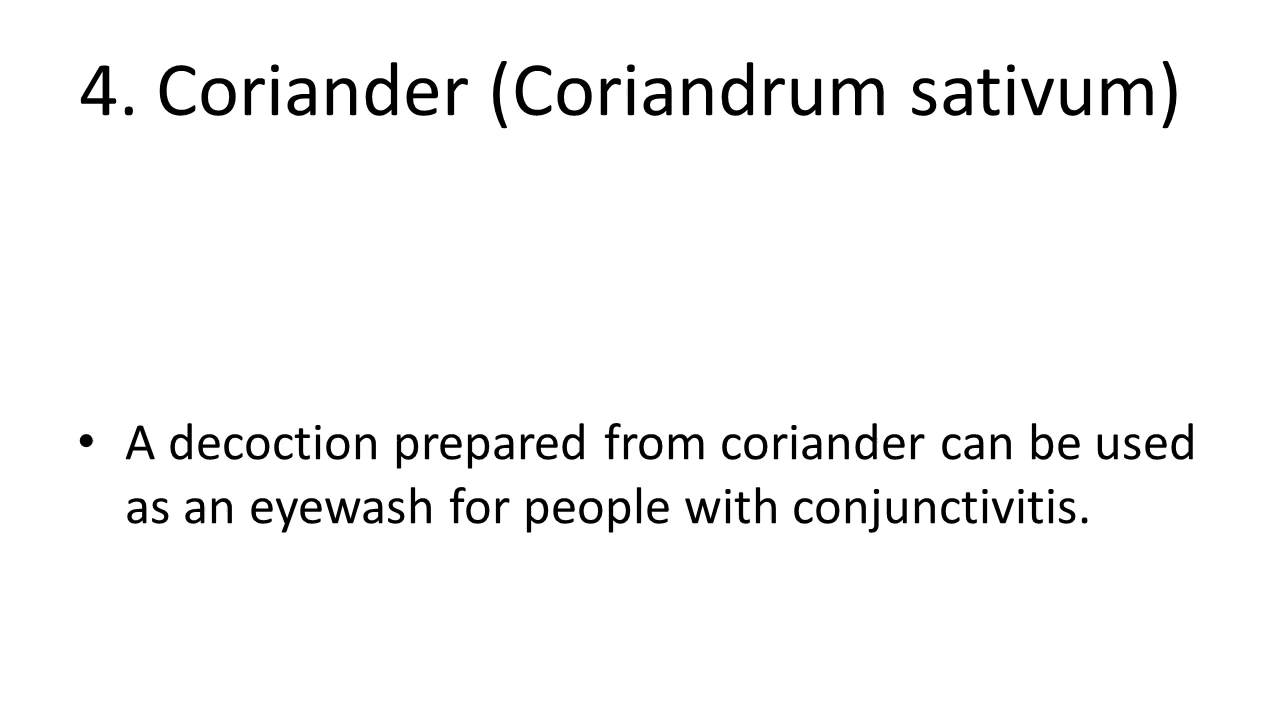 4. Coriander (Coriandrum sativum)
• A decoction prepared from coriander can be used
as an eyewash for people with conjunctivitis.